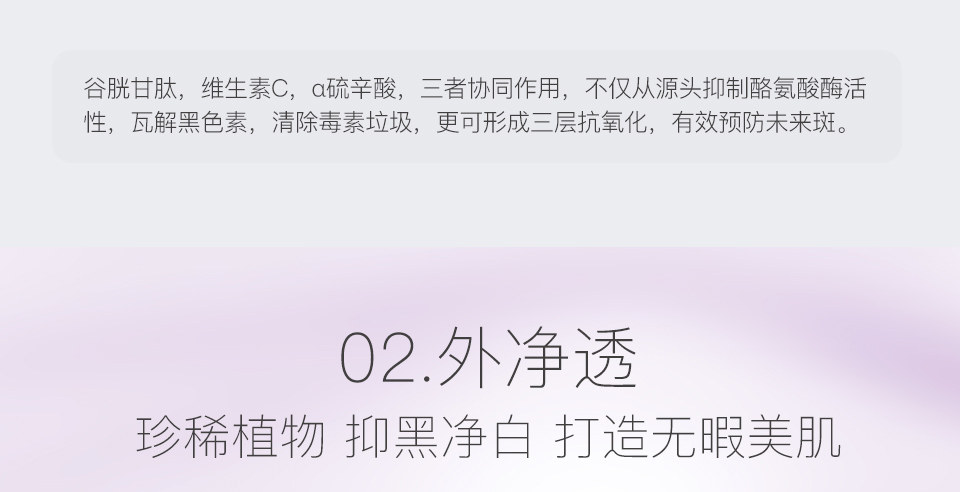 谷胱甘肽，维生素C，α硫辛酸，三者协同作用，不仅从源头抑制酪氨酸酶活
性，瓦解黑色素，清除毒素垃圾，更可形成三层抗氧化，有效预防未来斑。
02.外净透
珍稀植物 抑黑净白 打造无暇美肌